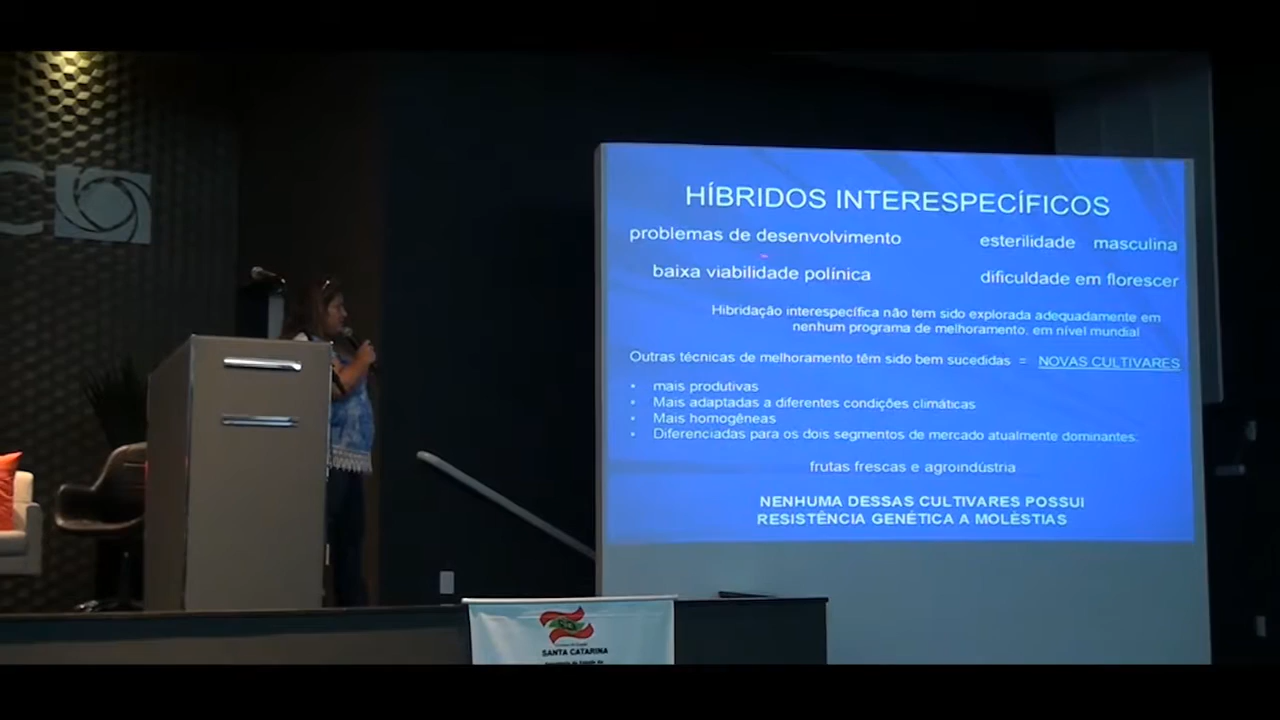 HÍBRIDOS INTERESPECÍFICOS
problemas de desenvolvimento esterilidade masculina
baixa viabilidade polínica dificuldade em florescer
Hibridação interespecífica não tem sido explorada adequadamente em
nenhum programa de melhoramento, em nível mundial
Outras técnicas de melhoramento têm sido bem sucedidas = NOVAS CULTIVARES
• mais produtivas
• Mais adaptadas a diferentes condições climáticas
• Mais homogêneas
• Diferenciadas para os dois segmentos de mercado atualmente dominantes:
frutas frescas e agroindústria
NENHUMA DESSAS CULTIVARES POSSUI
RESISTÊNCIA GENÉTICA A MOLÉSTIAS
C
SANTA CATARINA